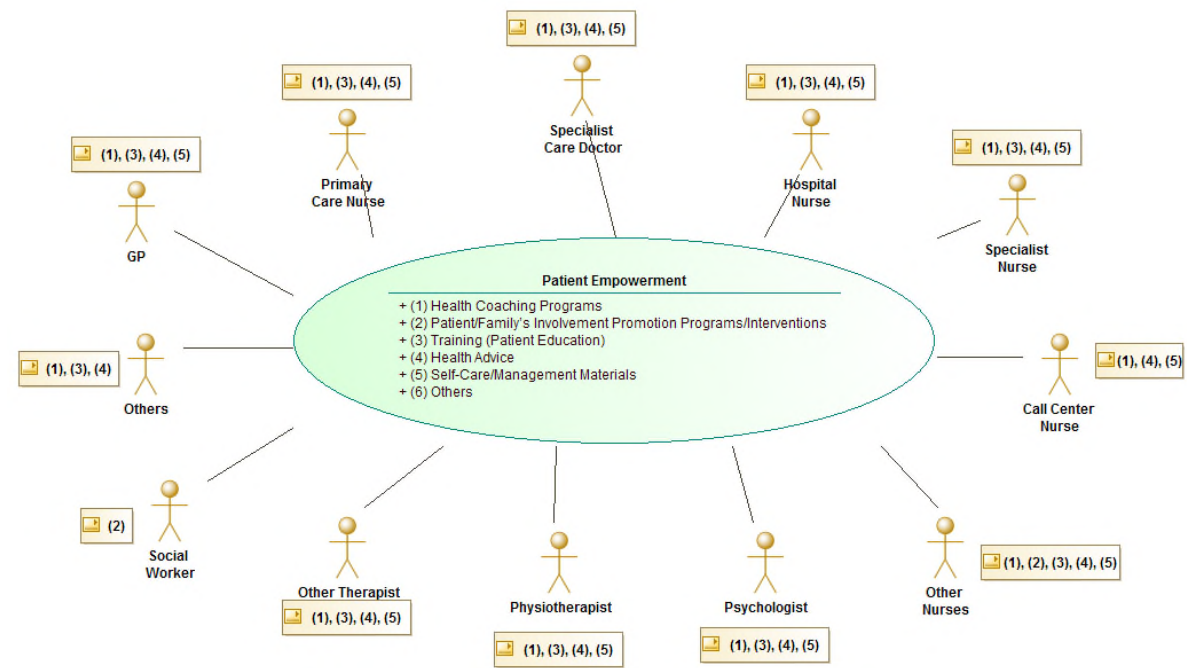 (1), (3), (4), (5)
Specialist
Care Doctor
(1), (3), (4), (5)
Primary
Care Nurse
(1), (3), (4), (5)
Hospital
Nurse
(1), (3), (4), (5)
GP
(1), (3), (4), (5)
Specialist
Nurse
Patient Empowerment
+ (1) Health Coaching Programs
+ (2) Patient/Family's Involvement Promotion Programs/Interventions
+ (3) Training (Patient Education)
+ (4) Health Advice
+ (5) Self-Care/Management Materials
+ (6) Others
(1), (3), (4)
Others
(1), (4), (5)
Call Center
Nurse
(2)
Social
Worker
Other Therapist
(1), (3), (4), (5)
Physiotherapist
(1), (3), (4), (5)
Psychologist
(1), (3), (4), (5)
(1), (2), (3), (4), (5)
Other
Nurses